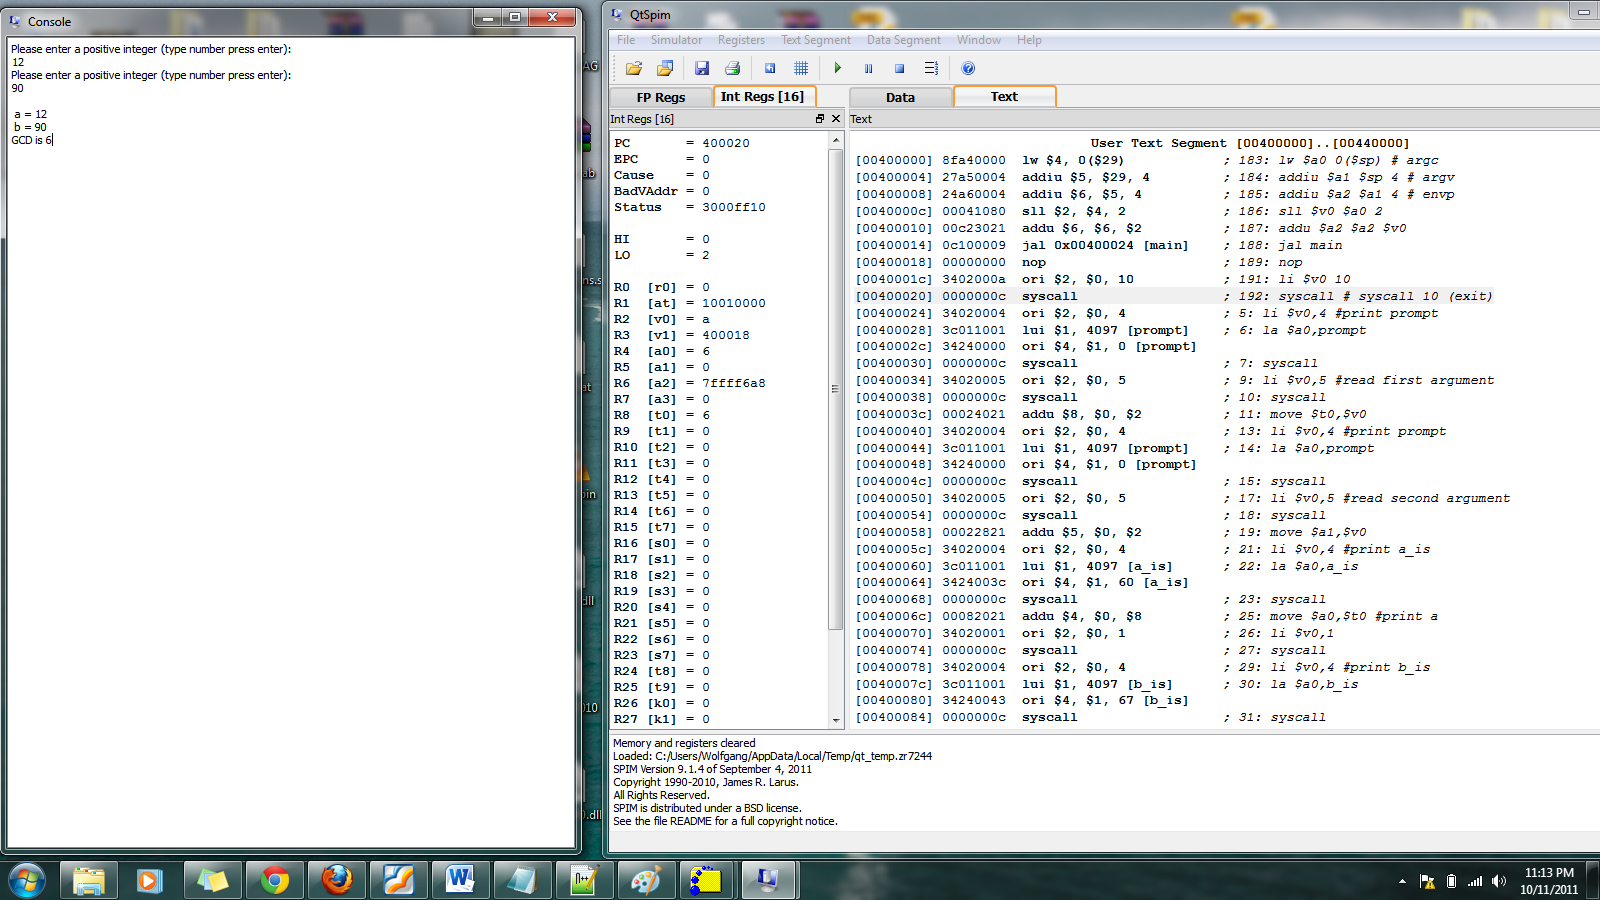 Console
Please enter a positive integer (type number press enter):
12
Please enter a positive integer (type number press enter):
90
a = 12
b = 90
GCD is 6
AG
ab
ns.s
at
pin
dll
010
0.dll
QtSpim
File Simulator Registers Text Segment Data Segment Window Help
FP Regs Int Regs [16]
Int Regs [16]
PC = 400020
EPC = 0
Cause = 0
BadVAddr = 0
Status = 3000ff10
HI = 0
LO = 2
R0 [r0] = 0
R1 [at] = 10010000
R2 [v0] = a
R3 [v1] = 400018
R4 [a0] = 6
R5 [a1] = 0
R6 [a2] = 7ffff6a8
R7 [a3] = 0
R8 [t0] = 6
R9 [t1] = 0
R10 [t2] = 0
R11 [t3] = 0
R12 [t4] = 0
R13 [t5] = 0
R14 [t6] = 0
R15 [t7] = 0
R16 [s0] = 0
R17 [s1] = 0
R18 [s2] = 0
R19 [s3] = 0
R20 [s4] = 0
R21 [s5] = 0
R22 [s6] = 0
R23 [s7] = 0
R24 [t8] = 0
R25 [t9] = 0
R26 [k0] = 0
R27 [k1] = 0
Data Text
Text
User Text Segment [00400000]..[00440000]
[00400000] 8fa40000 lw $4, 0($29) ; 183: lw $a0 0($sp) # argc
[00400004] 27a50004 addiu $5, $29, 4 ; 184: addiu $a1 $sp 4 # argv
[00400008] 24a60004 addiu $6, $5, 4 ; 185: addiu $a2 $a1 4 # envp
[0040000c] 00041080 sll $2, $4, 2 ; 186: sll $v0 $a0 2
[00400010] 00c23021 addu $6, $6, $2 ; 187: addu $a2 $a2 $v0
[00400014] 0c100009 jal 0x00400024 [main] ; 188: jal main
[00400018] 00000000 nop ; 189: nop
[0040001c] 3402000a ori $2, $0, 10 ; 191: li $v0 10
[00400020] 0000000c syscall ; 192: syscall # syscall 10 (exit)
[00400024] 34020004 ori $2, $0, 4 ; 5: li $v0,4 #print prompt
[00400028] 3c011001 lui $1, 4097 [prompt] ; 6: la $a0,prompt
[0040002c] 34240000 ori $4, $1, 0 [prompt]
[00400030] 0000000c syscall ; 7: syscall
[00400034] 34020005 ori $2, $0, 5 ; 9: li $v0,5 #read first argument
[00400038] 0000000c syscall ; 10: syscall
[0040003c] 00024021 addu $8, $0, $2 ; 11: move $t0,$v0
[00400040] 34020004 ori $2, $0, 4 ; 13: li $v0,4 #print prompt
[00400044] 3c011001 lui $1, 4097 [prompt] ; 14: la $a0,prompt
[00400048] 34240000 ori $4, $1, 0 [prompt]
[0040004c] 0000000c syscall ; 15: syscall
[00400050] 34020005 ori $2, $0, 5 ; 17: li $v0,5 #read second argument
[00400054] 0000000c syscall ; 18: syscall
[00400058] 00022821 addu $5, $0, $2 ; 19: move $a1,$v0
[0040005c] 34020004 ori $2, $0, 4 ; 21: li $v0,4 #print a_is
[00400060] 3c011001 lui $1, 4097 [a_is] ; 22: la $a0,a_is
[00400064] 3424003c ori $4, $1, 60 [a_is]
[00400068] 0000000c syscall ; 23: syscall
[0040006c] 00082021 addu $4, $0, $8 ; 25: move $a0,$t0 #print a
[00400070] 34020001 ori $2, $0, 1 ; 26: li $v0,1
[00400074] 0000000c syscall ; 27: syscall
[00400078] 34020004 ori $2, $0, 4 ; 29: li $v0,4 #print b_is
[0040007c] 3c011001 lui $1, 4097 [b_is] ; 30: la $a0,b_is
[00400080] 34240043 ori $4, $1, 67 [b_is]
[00400084] 0000000c syscall ; 31: syscall
Memory and registers cleared
Loaded: C:/Users/Wolfgang/AppData/Local/Temp/qt_temp.zr7244
SPIM Version 9.1.4 of September 4, 2011
Copyright 1990-2010, James R. Larus.
All Rights Reserved.
SPIM is distributed under a BSD license.
See the file README for a full copyright notice.
11:13 PM
10/11/2011